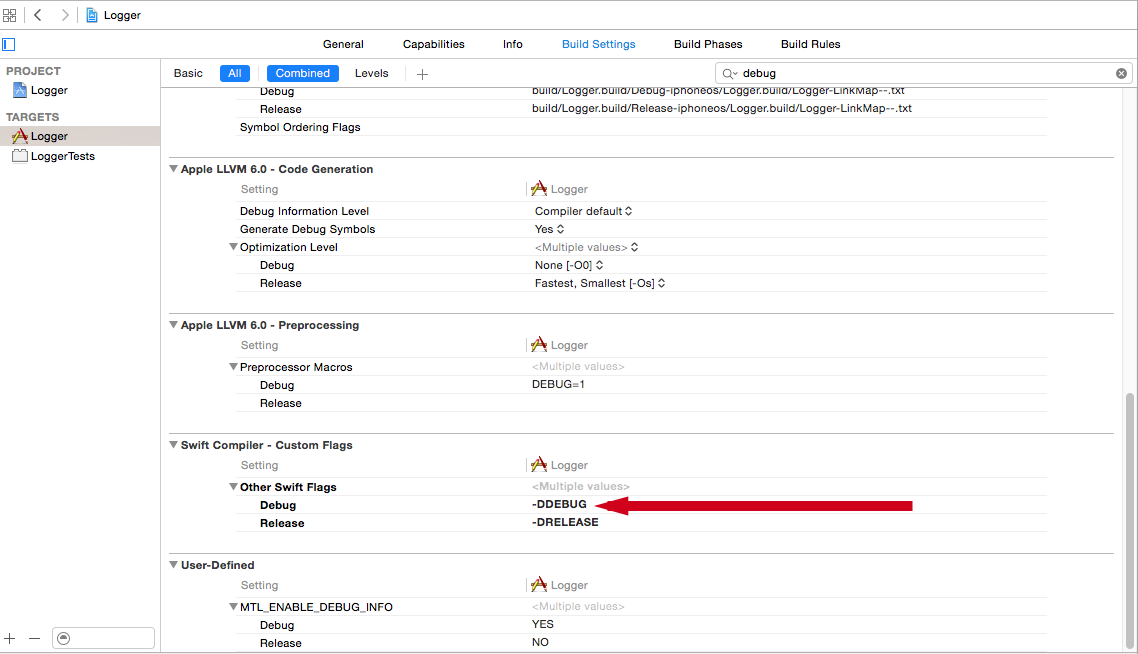 Logger
General Capabilities Info Build Settings Build Phases Build Rules
PROJECT
Logger
TARGETS
Logger
LoggerTests
Basic All Combined Levels debug
Debug build/Logger.build/Debug-iphoneos/Logger.build/Logger-LinkMap--.txt
Release build/Logger.build/Release-iphoneos/Logger.build/Logger-LinkMap--.txt
Symbol Ordering Flags
Apple LLVM 6.0 - Code Generation
Setting Logger
Debug Information Level Compiler default
Generate Debug Symbols Yes
Optimization Level <Multiple values>
Debug None [-O0]
Release Fastest, Smallest [-Os]
Apple LLVM 6.0 - Preprocessing
Setting Logger
Preprocessor Macros <Multiple values>
Debug DEBUG=1
Release
Swift Compiler - Custom Flags
Setting Logger
Other Swift Flags <Multiple values>
Debug -DDEBUG
Release -DRELEASE
User-Defined
Setting Logger
MTL_ENABLE_DEBUG_INFO <Multiple values>
Debug YES
Release NO